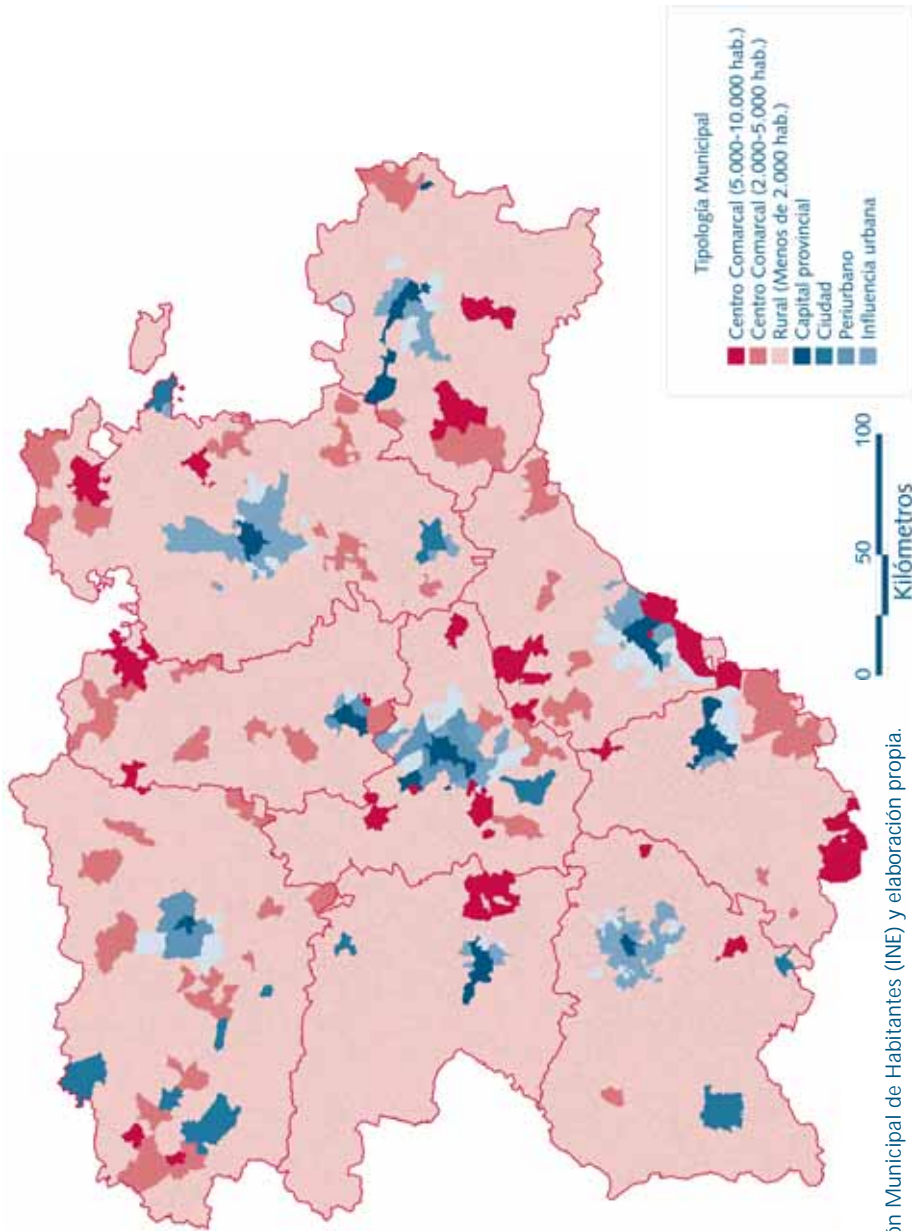 Tipología Municipal
Centro Comarcal (5.000-10.000 hab.)
Centro Comarcal (2.000-5.000 hab.)
Rural (Menos de 2.000 hab.)
Capital provincial
Ciudad
Periurbano
Influencia urbana
0 50 100
Kilómetros
ón Municipal de Habitantes (INE) y elaboración propia.